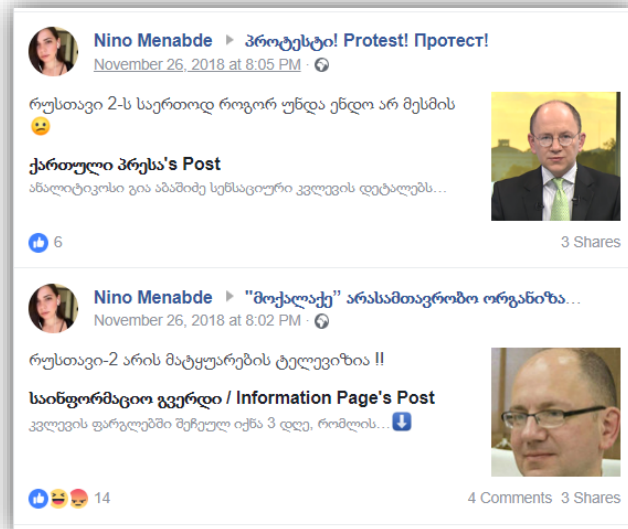 Nino Menabde ▸ პროტესტი! Protest! Протест!
November 26, 2018 at 8:05 PM ·
რუსთავი 2-ს საერთოდ როგორ უნდა ენდო არ მესმის
ქართული პრესა's Post
ანალიტიკოსი გია აბაშიძე სენსაციური კვლევის დეტალებს...
6
3 Shares
Nino Menabde ▸ "მოქალაქე” არასამთავრობო ორგანიზა...
November 26, 2018 at 8:02 PM ·
რუსთავი-2 არის მატყუარების ტელევიზია !!
საინფორმაციო გვერდი / Information Page's Post
კვლევის ფარგლებში შეჩეულ იქნა 3 დღე, რომლის...
14
4 Comments 3 Shares